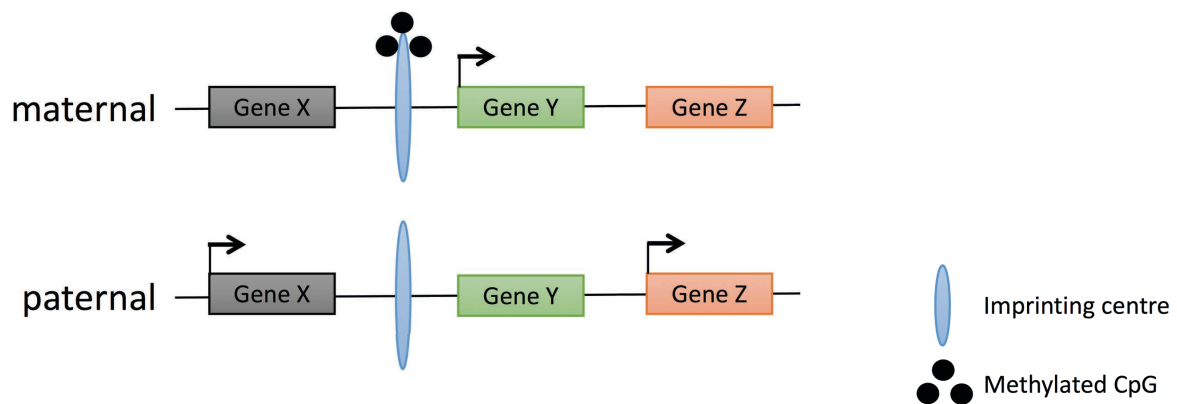 maternal Gene X Gene Y Gene Z
paternal Gene X Gene Y Gene Z
Imprinting centre
Methylated CpG